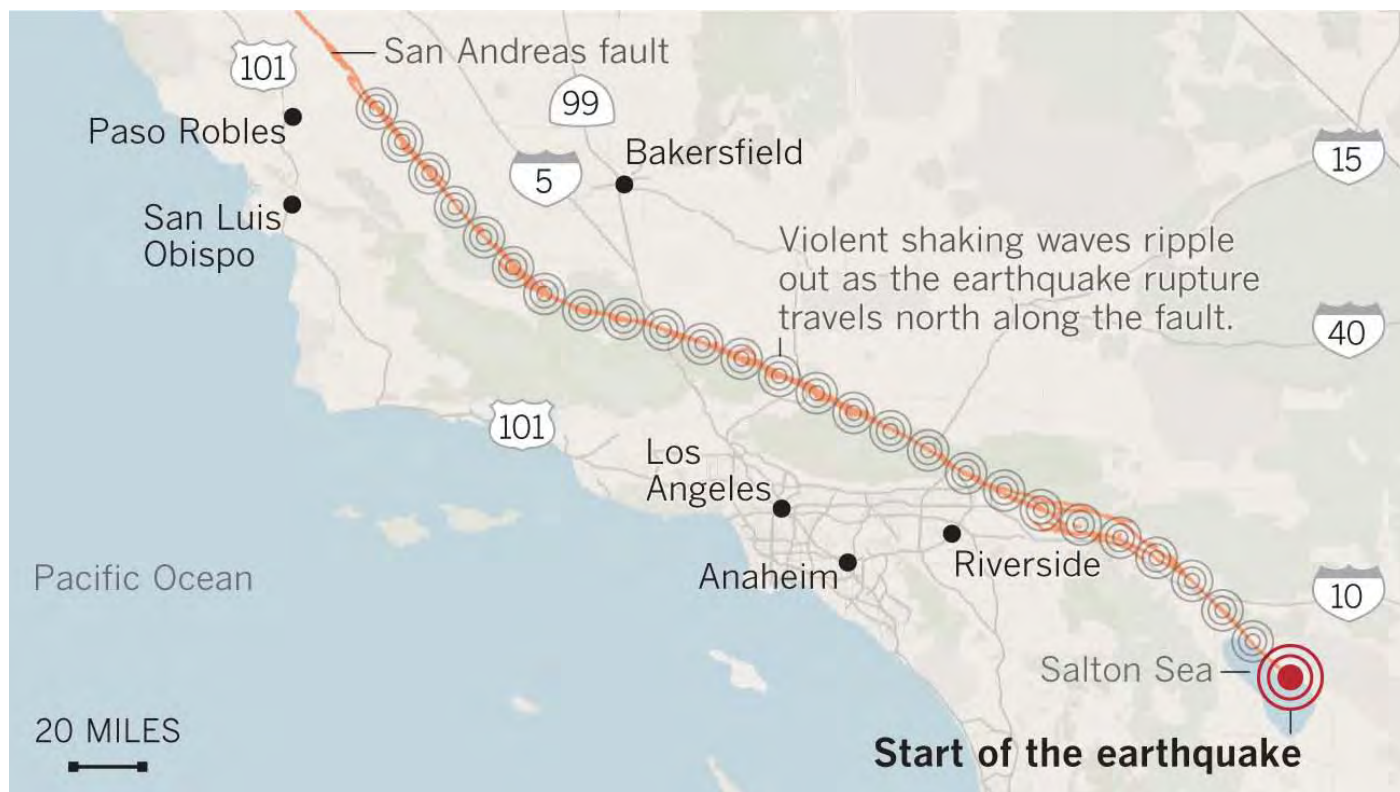 San Andreas fault
101
99
Paso Robles
Bakersfield
15
5
San Luis
Obispo
Violent shaking waves ripple
out as the earthquake rupture
travels north along the fault.
40
101
Los
Angeles
Riverside
Anaheim
Pacific Ocean
10
Salton Sea
20 MILES
Start of the earthquake